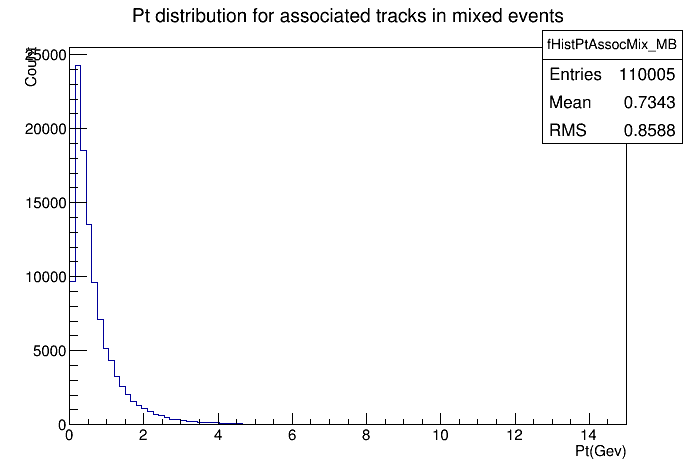 Pt distribution for associated tracks in mixed events
fHistPtAssocMix_MB
Entries 110005
Mean 0.7343
RMS 0.8588
Count
25000
20000
15000
10000
5000
0
0 2 4 6 8 10 12 14
Pt(Gev)